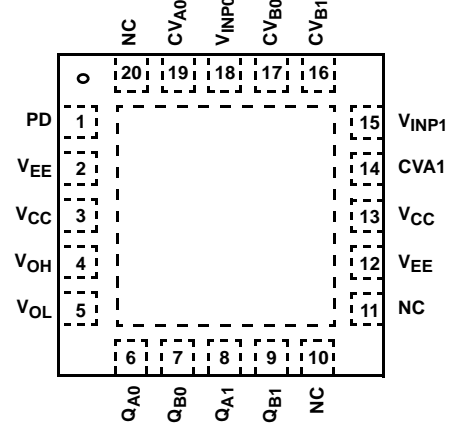 NC CVA0 VINP0 CVB0 CVB1
20 19 18 17 16
PD 1 15 VINP1
VEE 2 14 CVA1
VCC 3 13 VCC
VOH 4 12 VEE
VOL 5 11 NC
6 7 8 9 10
QA0 QB0 QA1 QB1 NC